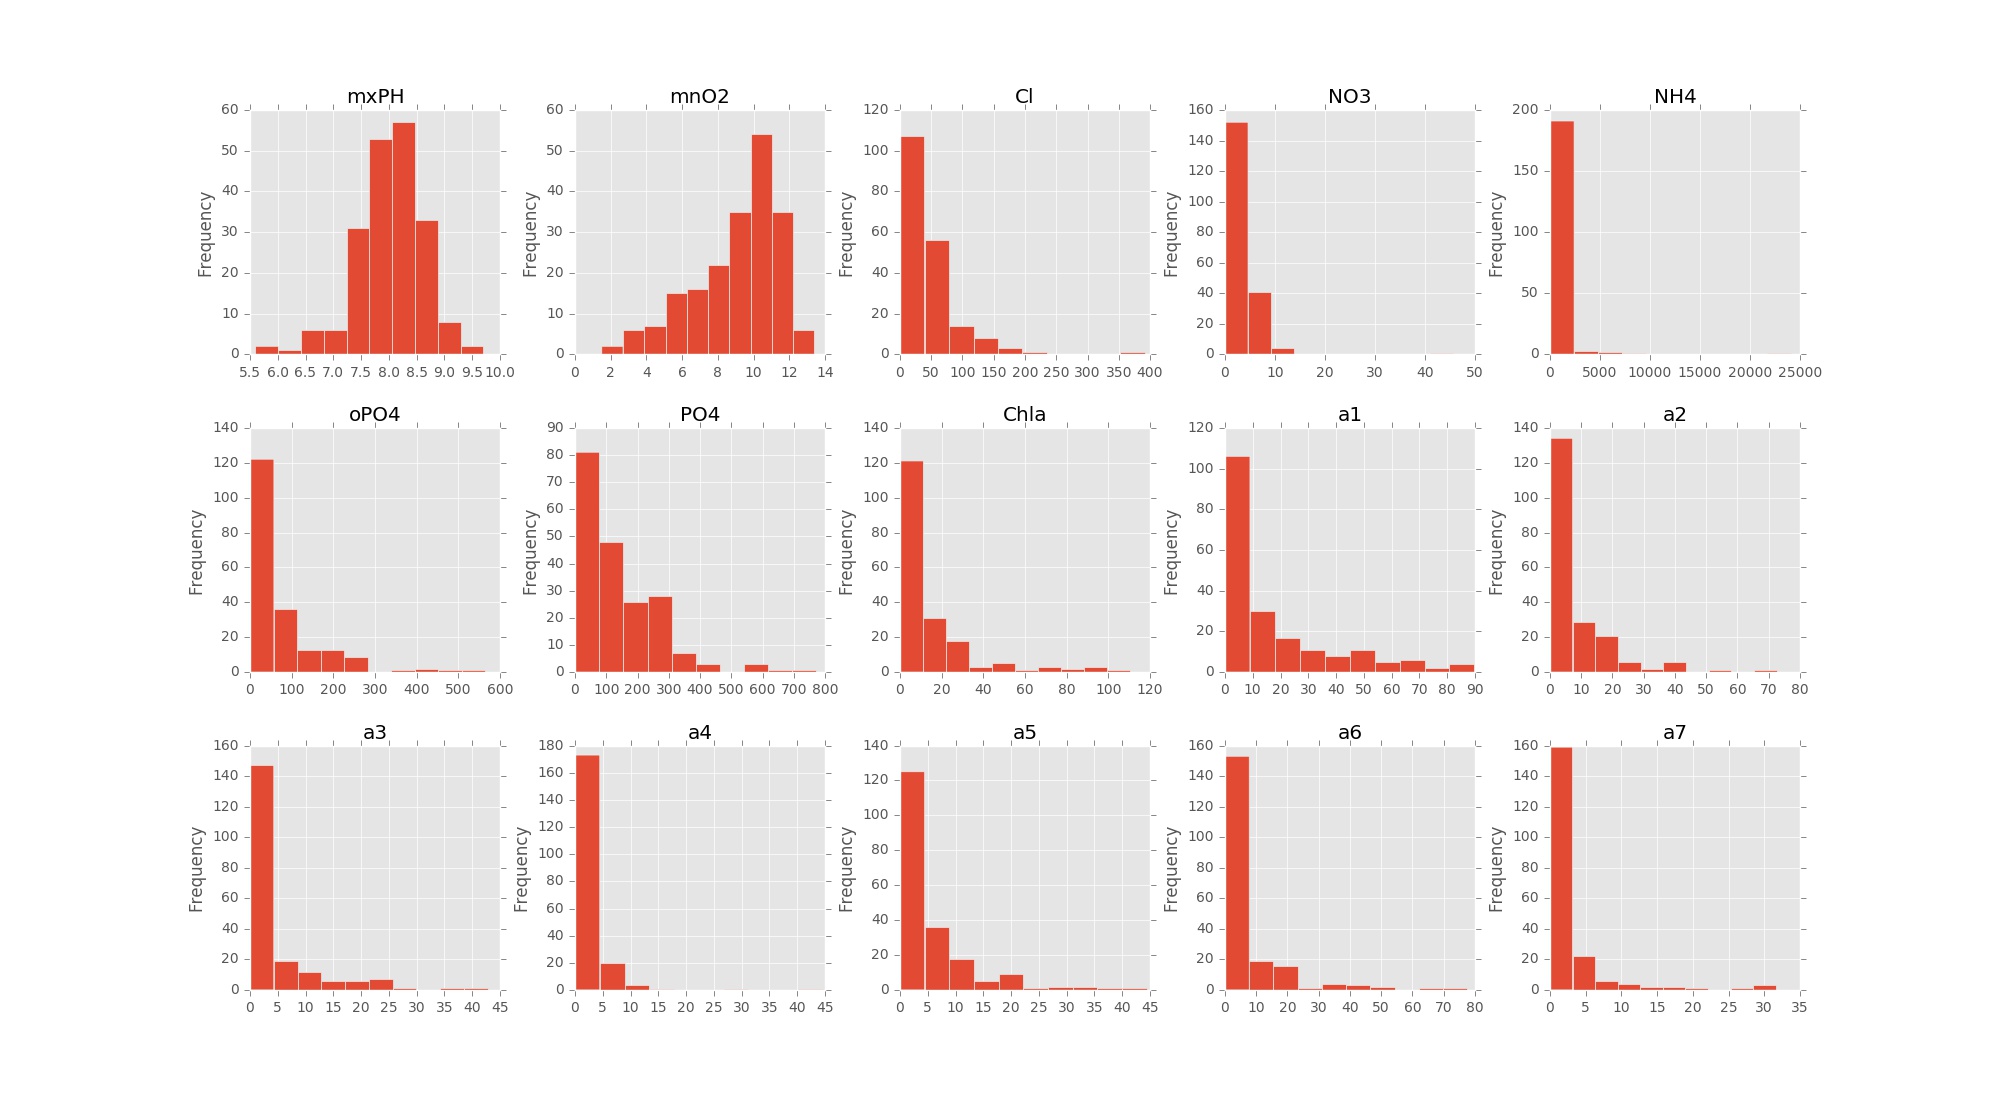 mxPH mnO2 Cl NO3 NH4
60 60 120 160 200
50 50 100 140
40 40 80 120 150
30 30 60 100
20 20 40 80 100
10 10 20 60
0 0 0 40 50
20
0 0
Frequency Frequency Frequency Frequency Frequency
5.5 6.0 6.5 7.0 7.5 8.0 8.5 9.0 9.5 10.0
0 2 4 6 8 10 12 14
0 50 100 150 200 250 300 350 400
0 10 20 30 40 50
0 5000 10000 15000 20000 25000
oPO4 PO4 Chla a1 a2
140 90 140 120 140
120 80 120 100 120
100 70 100 80 100
80 60 80 60 80
60 50 60 40 60
40 40 40 20 40
20 30 20 0 20
0 20 0 0
10
0
Frequency Frequency Frequency Frequency Frequency
0 100 200 300 400 500 600
0 100 200 300 400 500 600 700 800
0 20 40 60 80 100 120
0 10 20 30 40 50 60 70 80 90
0 10 20 30 40 50 60 70 80
a3 a4 a5 a6 a7
160 180 140 160 160
140 160 120 140 140
120 140 100 120 120
100 120 80 100 100
80 100 60 80 80
60 80 40 60 60
40 60 20 40 40
20 40 0 20 20
0 20 0 0
0
Frequency Frequency Frequency Frequency Frequency
0 5 10 15 20 25 30 35 40 45
0 5 10 15 20 25 30 35 40 45
0 5 10 15 20 25 30 35 40 45
0 10 20 30 40 50 60 70 80
0 5 10 15 20 25 30 35